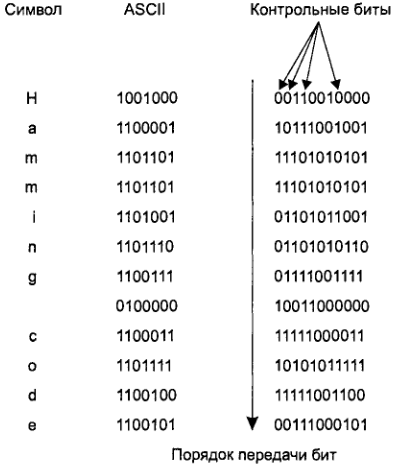 Символ ASCII Контрольные биты
H 1001000 00110010000
a 1100001 10111001001
m 1101101 11101010101
m 1101101 11101010101
i 1101001 01101011001
n 1101110 01101010110
g 1100111 01111001111
0100000 10011000000
c 1100011 11111000011
o 1101111 10101011111
d 1100100 11111001100
e 1100101 00111000101
Порядок передачи бит